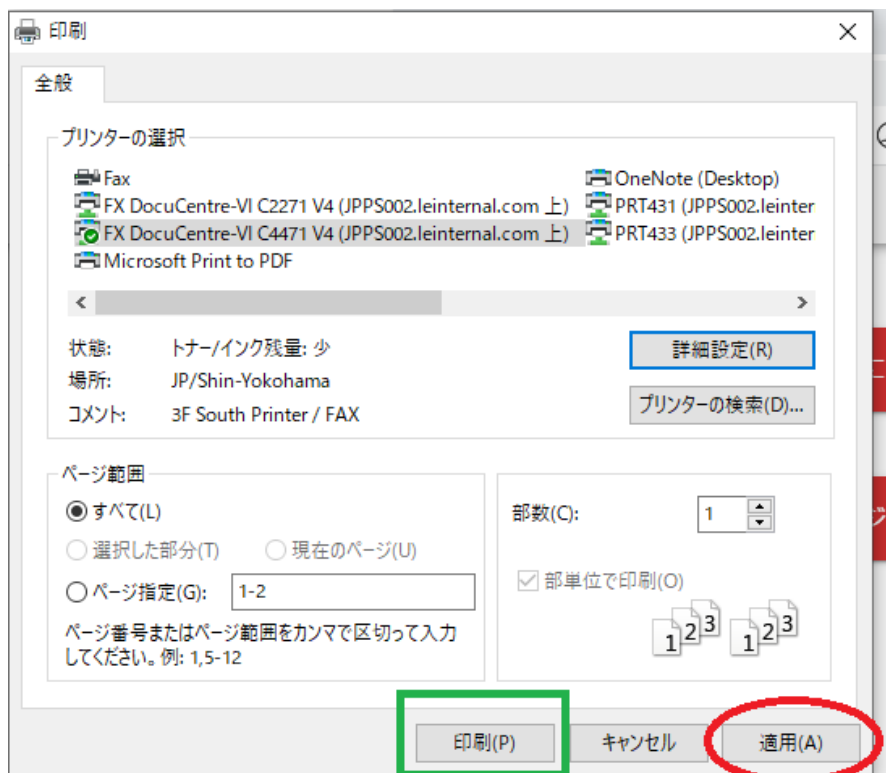 印刷
全般
プリンターの選択
Fax
OneNote (Desktop)
FX DocuCentre-VI C2271 V4 (JPPS002.leinternal.com 上)
PRT431 (JPPS002.leinter
FX DocuCentre-VI C4471 V4 (JPPS002.leinternal.com 上)
PRT433 (JPPS002.leinter
Microsoft Print to PDF
状態: トナー/インク残量: 少
詳細設定(R)
場所: JP/Shin-Yokohama
プリンターの検索(D)...
コメント: 3F South Printer / FAX
ページ範囲
すべて(L)
部数(C): 1
選択した部分(T) 現在のページ(U)
部単位で印刷(O)
ページ指定(G): 1-2
ページ番号またはページ範囲をカンマで区切って入力
してください。例: 1,5-12
1 2 3 1 2 3
印刷(P) キャンセル 適用(A)